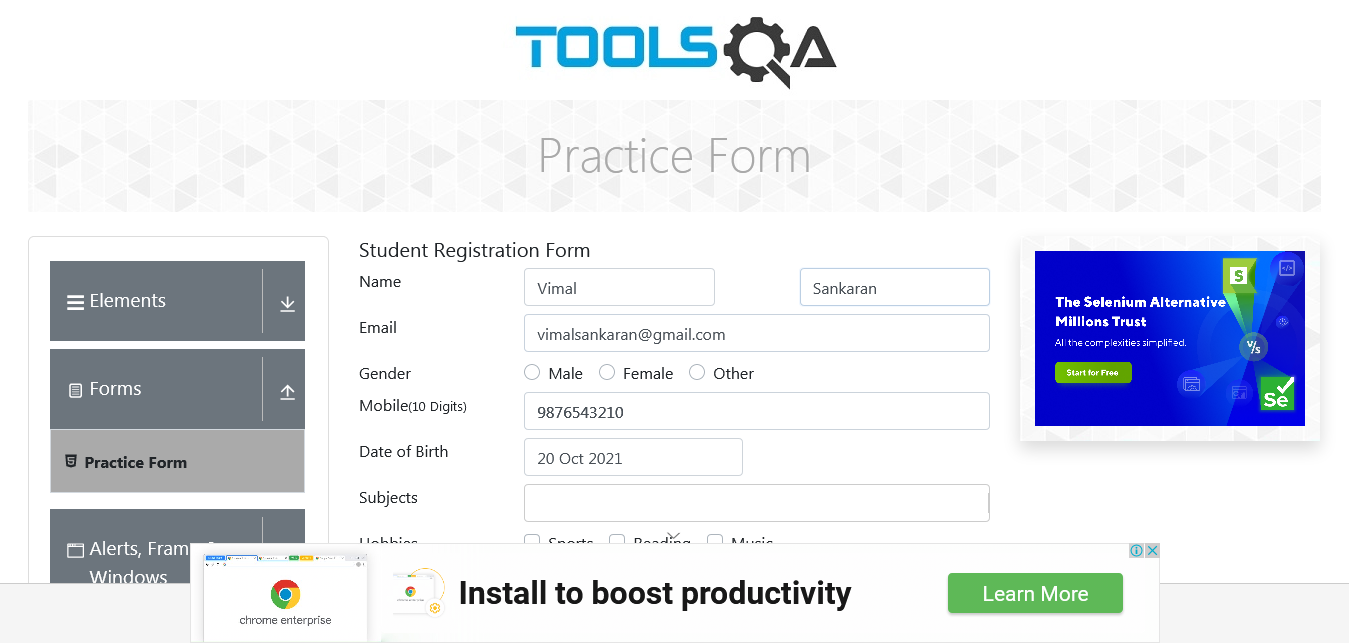 TOOLSQA
Practice Form
Elements
Forms
Practice Form
Alerts, Frame
Windows
Student Registration Form
Name
Vimal
Sankaran
Email
vimalsankaran@gmail.com
Gender
Male
Female
Other
Mobile(10 Digits)
9876543210
Date of Birth
20 Oct 2021
Subjects
Hobbies
Sports
Reading
Music
The Selenium Alternative
Millions Trust
All the complexities simplified.
Start for Free
S
V/s
Se
chrome enterprise
Install to boost productivity
Learn More